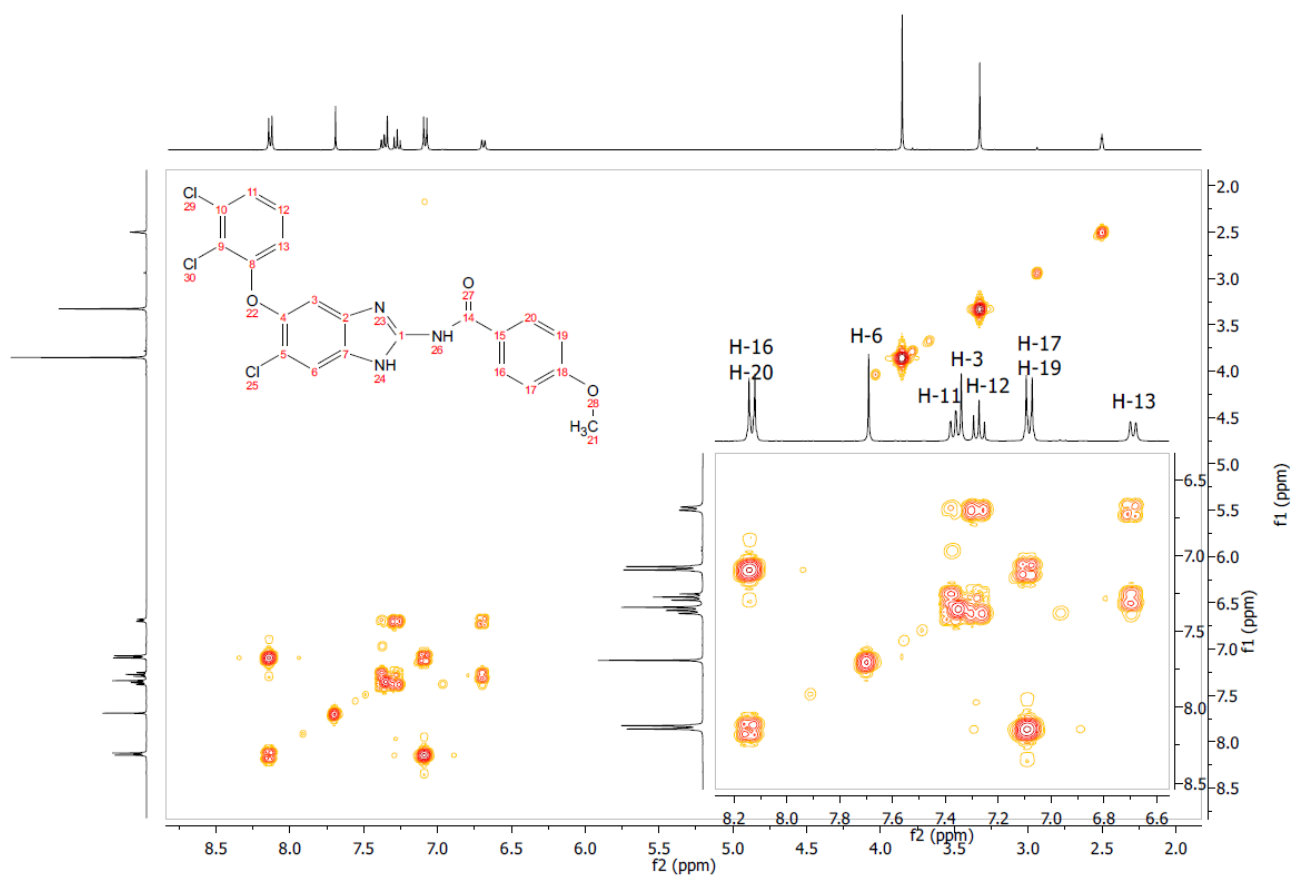 Cl
29
11
10
12
9
13
Cl
30
8
O
22
3
4
2
N
23
1
5
7
6
Cl
25
NH
24
NH
26
O
27
14
15
20
19
16
17
18
O
28
H₃C
21
H-16
H-20
H-6
H-11
H-3
H-12
H-17
H-19
H-13
6.5
7.0
7.5
8.0
8.5
f1 (ppm)
8.2 8.0 7.8 7.6 7.4 7.2 7.0 6.8 6.6
f2 (ppm)
2.0
2.5
3.0
3.5
4.0
4.5
5.0
5.5
6.0
6.5
7.0
7.5
8.0
8.5
f1 (ppm)
8.5 8.0 7.5 7.0 6.5 6.0 5.5 5.0 4.5 4.0 3.5 3.0 2.5 2.0
f2 (ppm)